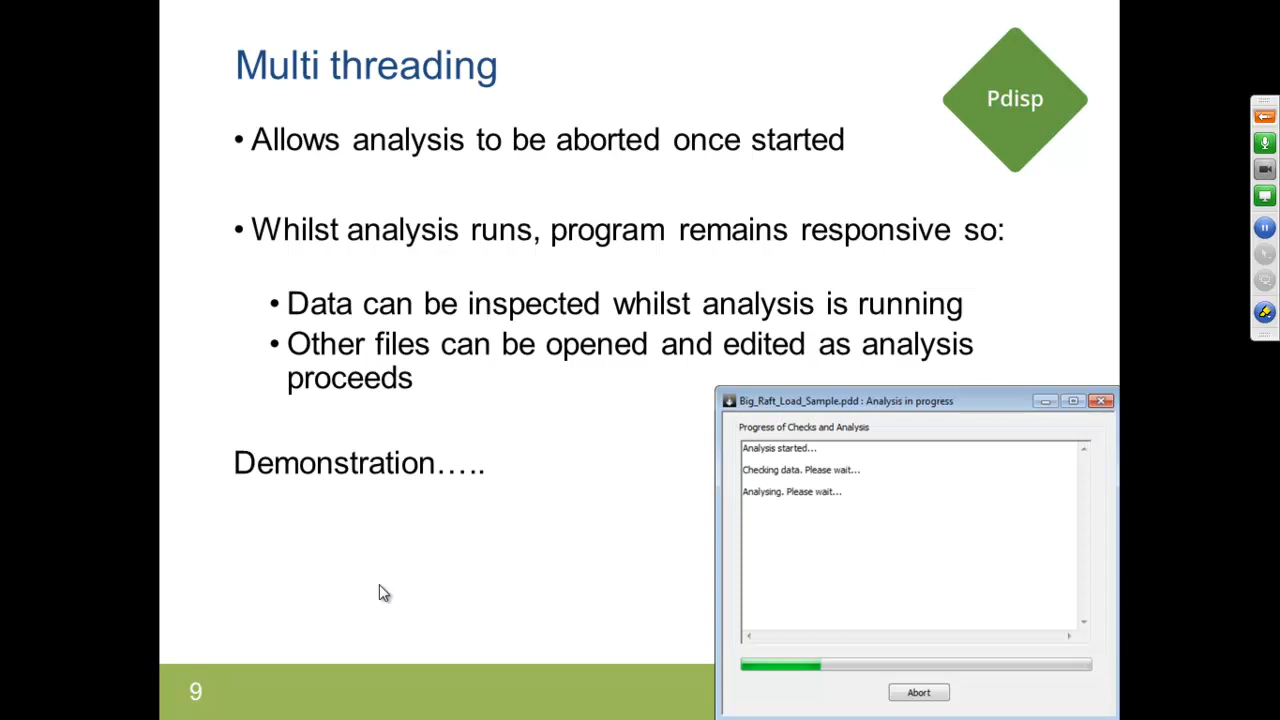 Multi threading
Pdisp
• Allows analysis to be aborted once started
• Whilst analysis runs, program remains responsive so:
• Data can be inspected whilst analysis is running
• Other files can be opened and edited as analysis
proceeds
Big_Raft_Load_Sample.pdd : Analysis in progress
Progress of Checks and Analysis
Analysis started...
Demonstration…..
Checking data. Please wait...
Analysing. Please wait...
9
Abort